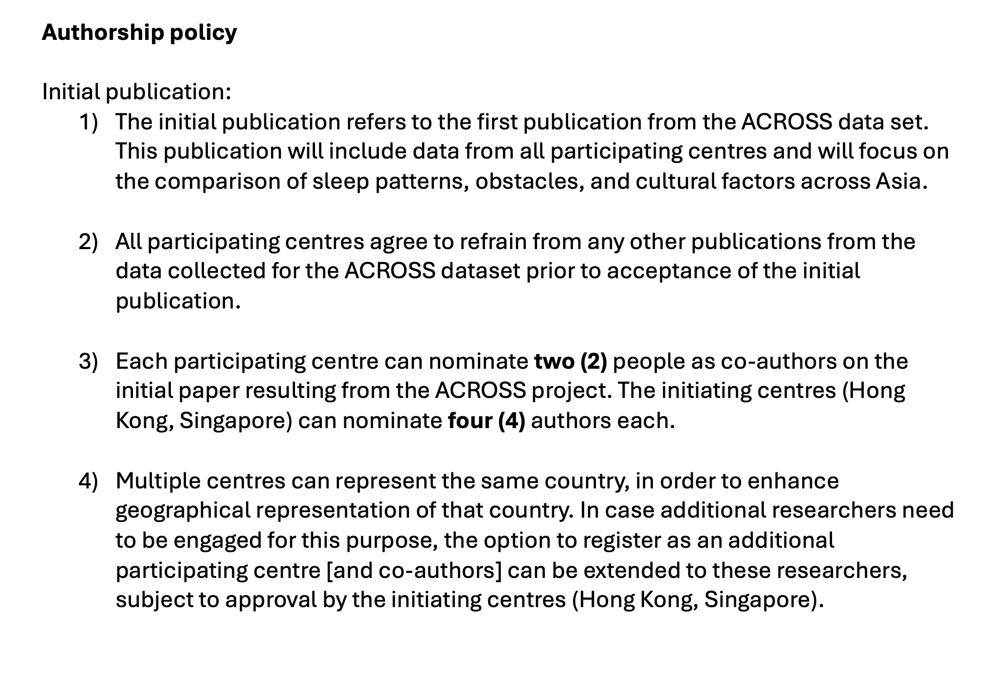 Authorship policy
Initial publication:
1) The initial publication refers to the first publication from the ACROSS data set.
This publication will include data from all participating centres and will focus on
the comparison of sleep patterns, obstacles, and cultural factors across Asia.
2) All participating centres agree to refrain from any other publications from the
data collected for the ACROSS dataset prior to acceptance of the initial
publication.
3) Each participating centre can nominate two (2) people as co-authors on the
initial paper resulting from the ACROSS project. The initiating centres (Hong
Kong, Singapore) can nominate four (4) authors each.
4) Multiple centres can represent the same country, in order to enhance
geographical representation of that country. In case additional researchers need
to be engaged for this purpose, the option to register as an additional
participating centre [and co-authors] can be extended to these researchers,
subject to approval by the initiating centres (Hong Kong, Singapore).